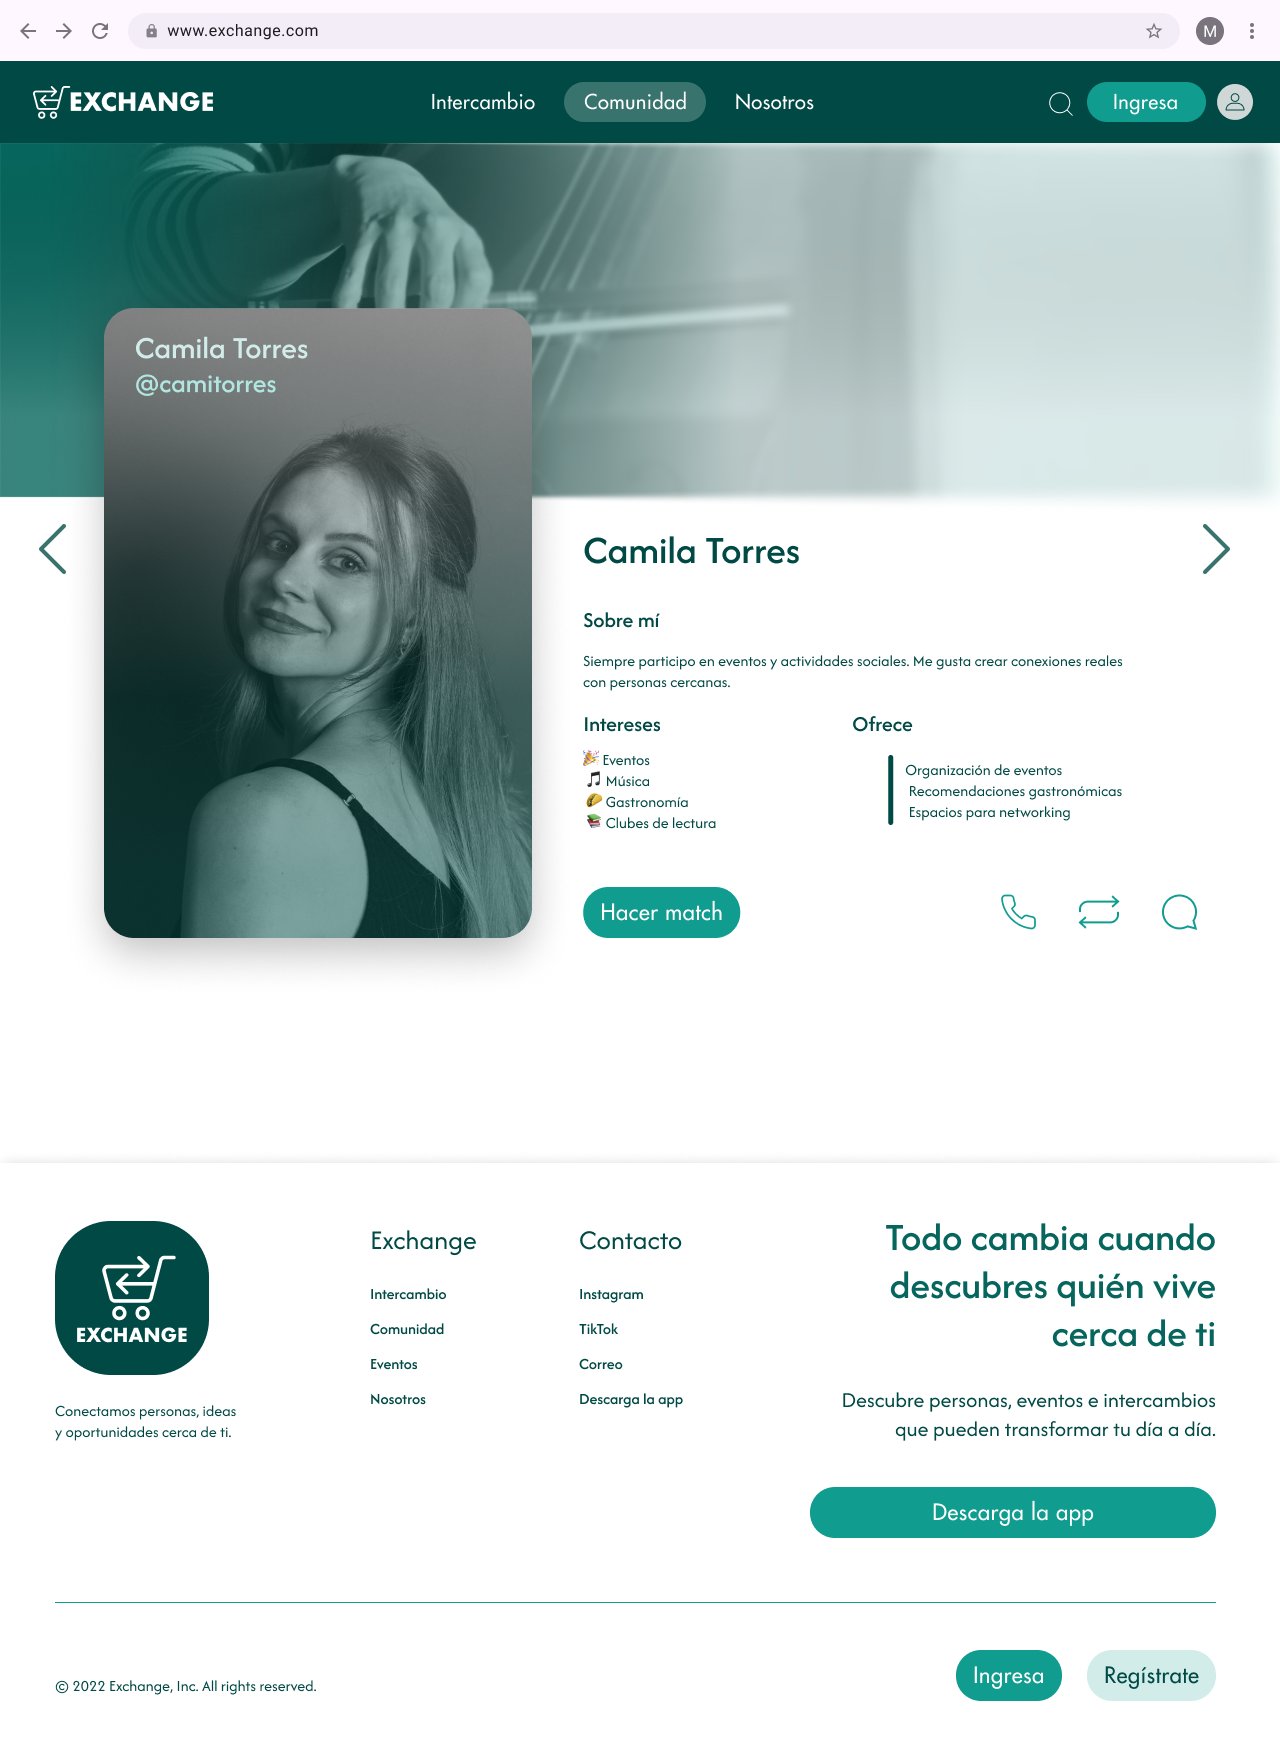 www.exchange.com
M
EXCHANGE
Intercambio
Comunidad
Nosotros
Ingresa
Camila Torres
@camitorres
Camila Torres
Sobre mí
Siempre participo en eventos y actividades sociales. Me gusta crear conexiones reales
con personas cercanas.
Intereses
Eventos
Música
Gastronomía
Clubes de lectura
Ofrece
Organización de eventos
Recomendaciones gastronómicas
Espacios para networking
Hacer match
EXCHANGE
Conectamos personas, ideas
y oportunidades cerca de ti.
Exchange
Intercambio
Comunidad
Eventos
Nosotros
Contacto
Instagram
TikTok
Correo
Descarga la app
Todo cambia cuando
descubres quién vive
cerca de ti
Descubre personas, eventos e intercambios
que pueden transformar tu día a día.
Descarga la app
© 2022 Exchange, Inc. All rights reserved.
Ingresa
Regístrate